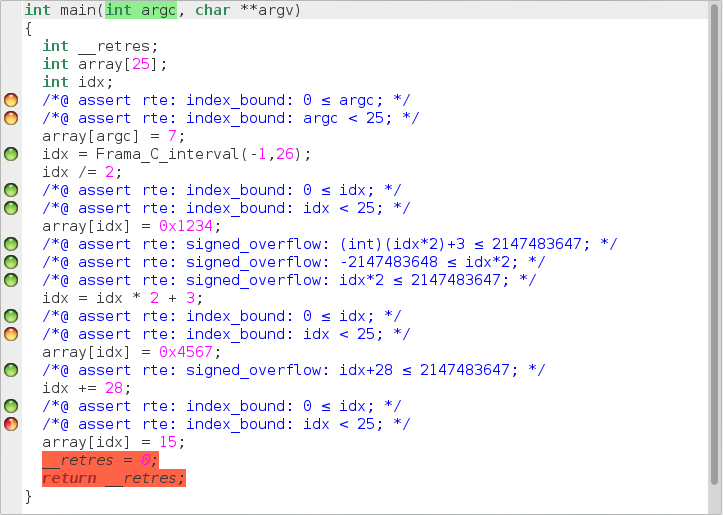 int main(int argc, char **argv)
{
int __retres;
int array[25];
int idx;
/*@ assert rte: index_bound: 0 ≤ argc; */
/*@ assert rte: index_bound: argc < 25; */
array[argc] = 7;
idx = Frama_C_interval(-1,26);
idx /= 2;
/*@ assert rte: index_bound: 0 ≤ idx; */
/*@ assert rte: index_bound: idx < 25; */
array[idx] = 0x1234;
/*@ assert rte: signed_overflow: (int)(idx*2)+3 ≤ 2147483647; */
/*@ assert rte: signed_overflow: -2147483648 ≤ idx*2; */
/*@ assert rte: signed_overflow: idx*2 ≤ 2147483647; */
idx = idx * 2 + 3;
/*@ assert rte: index_bound: 0 ≤ idx; */
/*@ assert rte: index_bound: idx < 25; */
array[idx] = 0x4567;
/*@ assert rte: signed_overflow: idx+28 ≤ 2147483647; */
idx += 28;
/*@ assert rte: index_bound: 0 ≤ idx; */
/*@ assert rte: index_bound: idx < 25; */
array[idx] = 15;
__retres = 0;
return __retres;
}